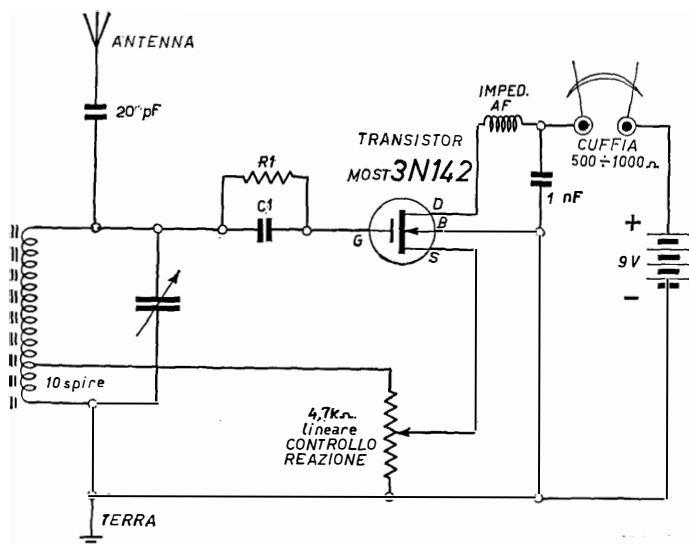 ANTENNA
20 pF
R1
C1
TRANSISTOR
MOST 3N142
G
D
B
S
IMPED.
AF
CUFFIA
500÷1000Ω
1 nF
+
9V
−
10 spire
4,7kΩ
lineare
CONTROLLO
REAZIONE
TERRA